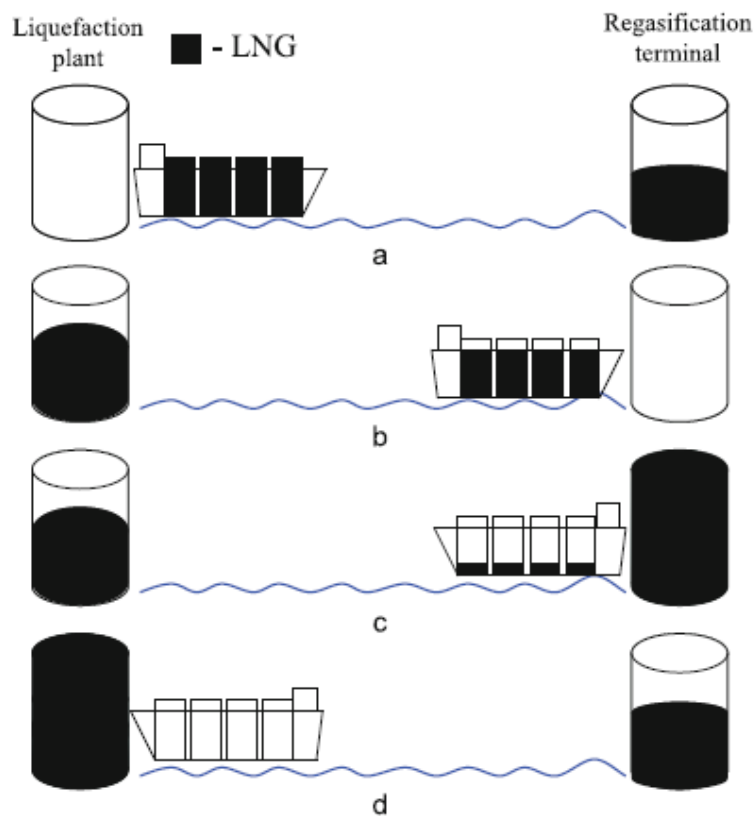 Liquefaction
plant
- LNG
Regasification
terminal
a
b
c
d